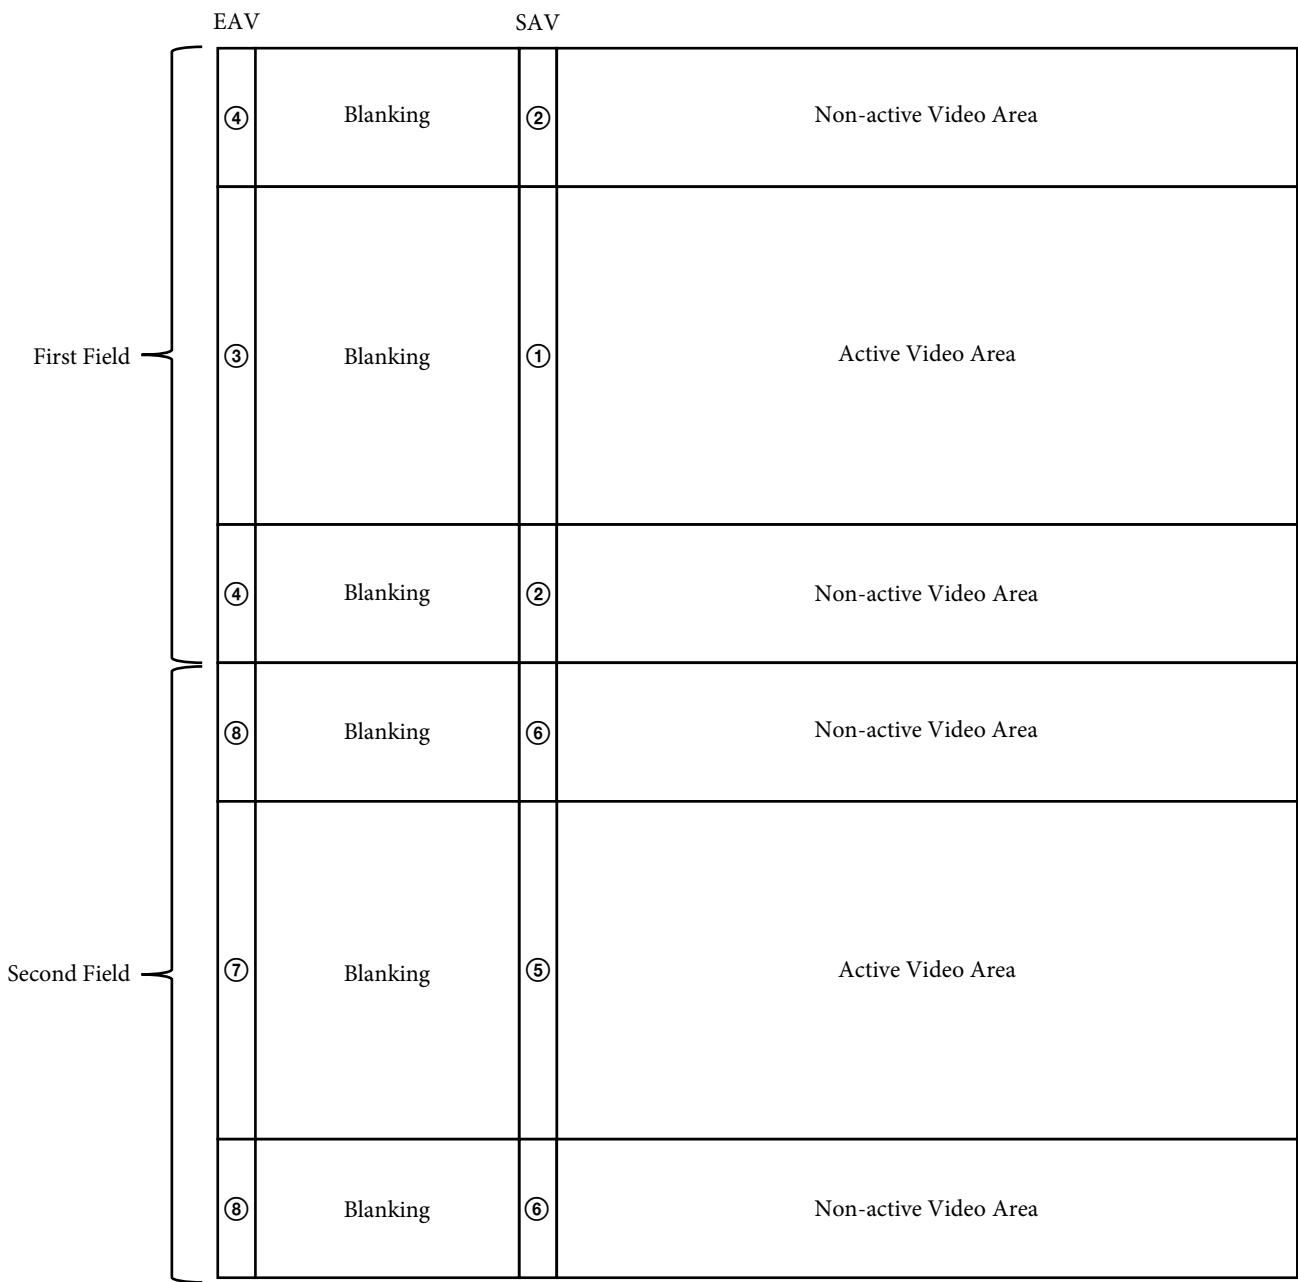 EAV SAV
④ Blanking ② Non-active Video Area
First Field ③ Blanking ① Active Video Area
④ Blanking ② Non-active Video Area
⑧ Blanking ⑥ Non-active Video Area
Second Field ⑦ Blanking ⑤ Active Video Area
⑧ Blanking ⑥ Non-active Video Area